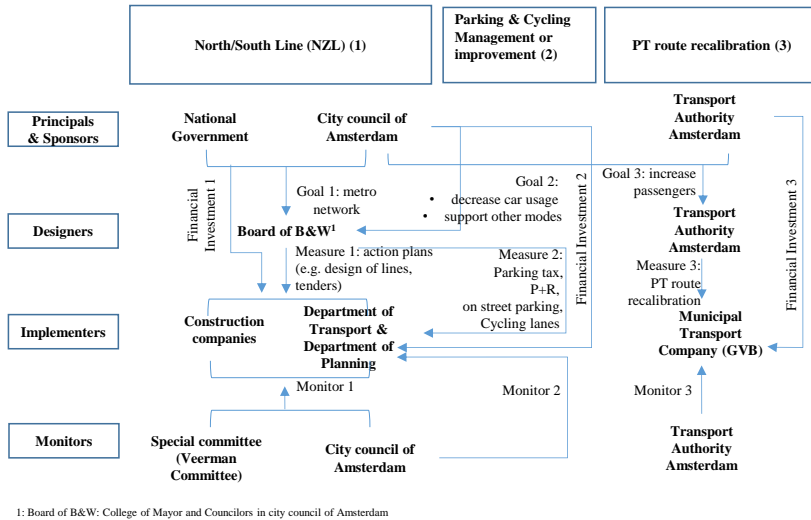 North/South Line (NZL) (1)
Parking & Cycling
Management or
improvement (2)
PT route recalibration (3)
Principals
& Sponsors
National
Government
City council of
Amsterdam
Transport
Authority
Amsterdam
Financial
Investment 1
Goal 1: metro
network
Goal 2:
• decrease car usage
• support other modes
Financial Investment 2
Goal 3: increase
passengers
Financial Investment 3
Designers
Board of B&W1
Transport
Authority
Amsterdam
Measure 1: action plans
(e.g. design of lines,
tenders)
Measure 2:
Parking tax,
P+R,
on street parking,
Cycling lanes
Measure 3:
PT route
recalibration
Implementers
Construction
companies
Department of
Transport &
Department of
Planning
Municipal
Transport
Company (GVB)
Monitor 1
Monitor 2
Monitor 3
Monitors
Special committee
(Veerman
Committee)
City council of
Amsterdam
Transport
Authority
Amsterdam
1: Board of B&W: College of Mayor and Councilors in city council of Amsterdam